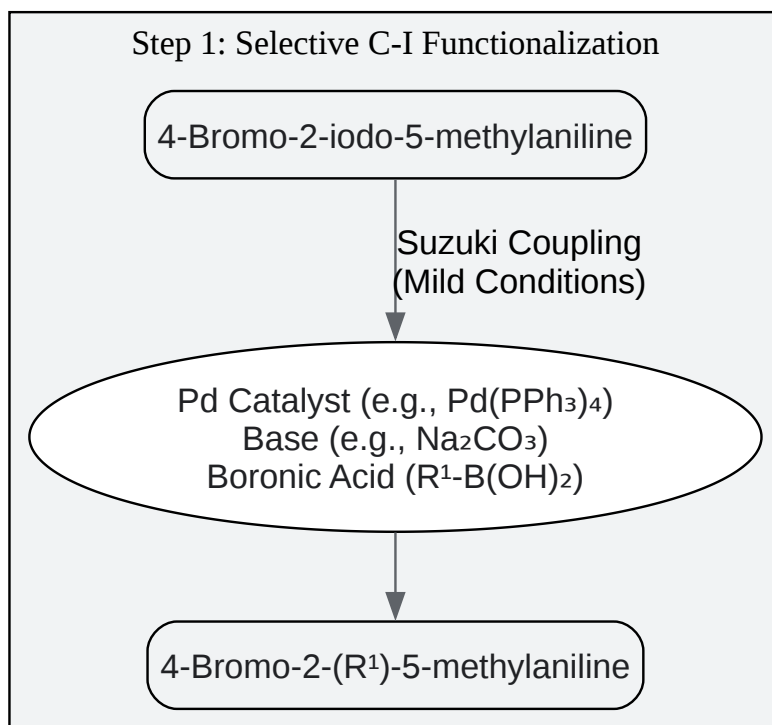 Step 1: Selective C-I Functionalization
4-Bromo-2-iodo-5-methylaniline
Suzuki Coupling
(Mild Conditions)
Pd Catalyst (e.g., Pd(PPh₃)₄)
Base (e.g., Na₂CO₃)
Boronic Acid (R¹-B(OH)₂)
4-Bromo-2-(R¹)-5-methylaniline